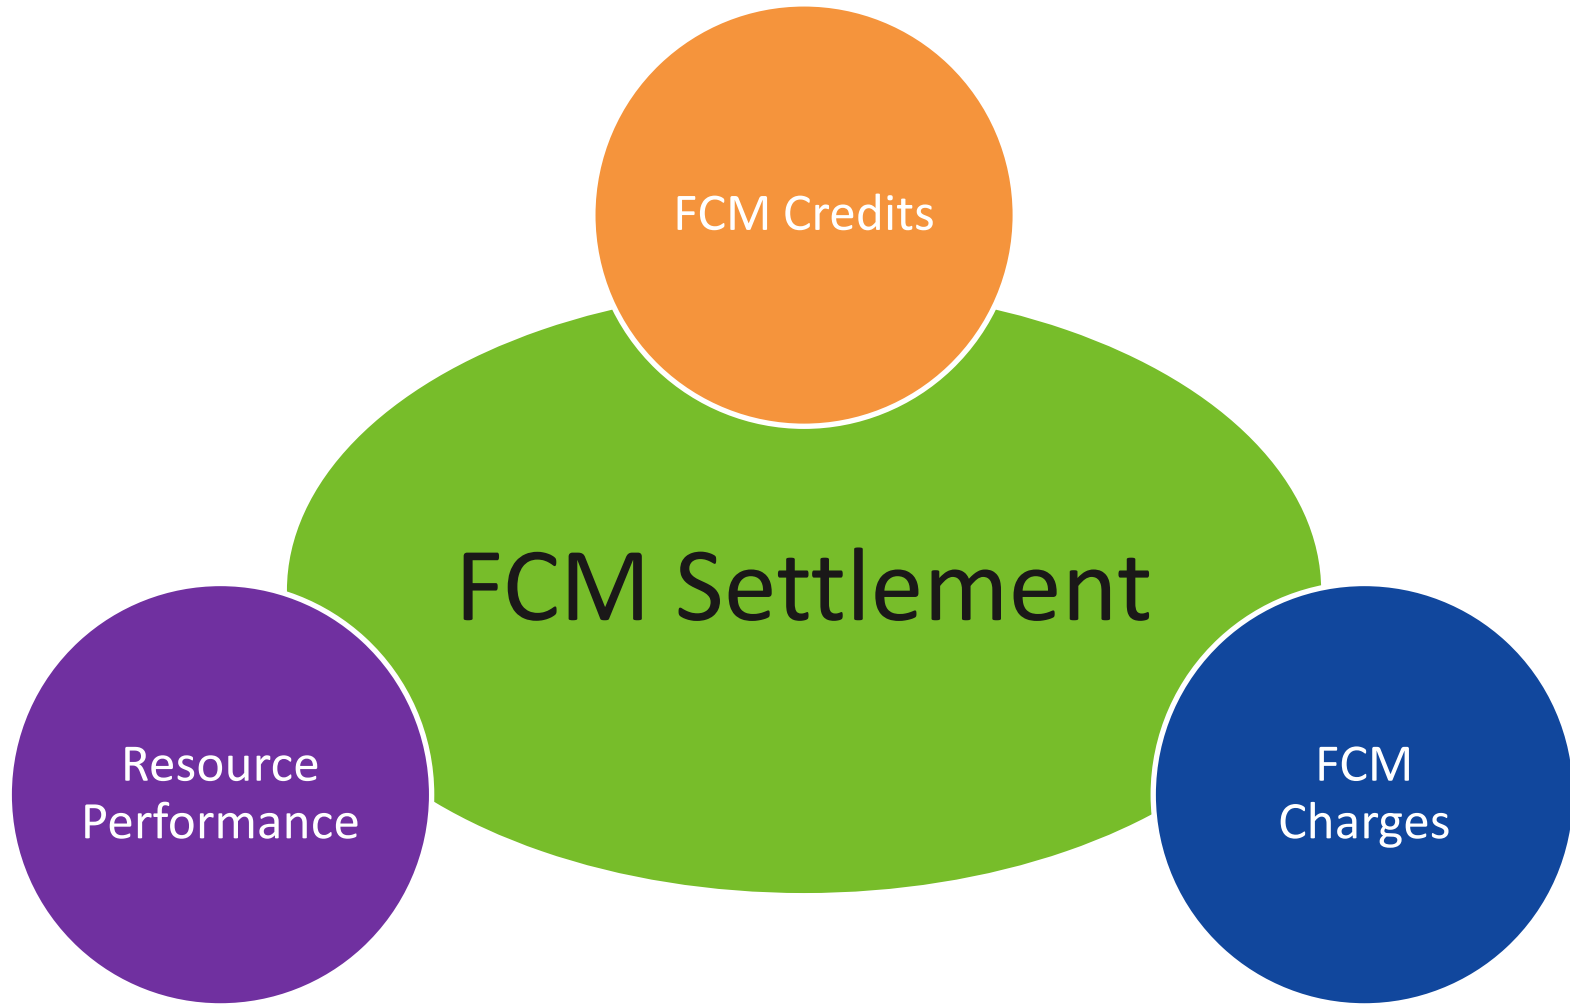 FCM Credits
FCM Settlement
Resource
Performance
FCM
Charges